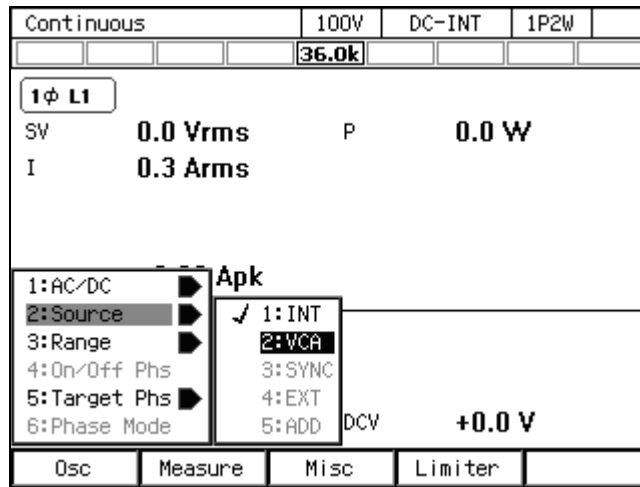 Continuous 100V DC-INT 1P2W
36.0k
1ϕ L1
SV 0.0 Vrms P 0.0 W
I 0.3 Arms
Apk
1:AC/DC
2:Source
3:Range
4:On/Off Phs
5:Target Phs
6:Phase Mode
✓ 1:INT
2:VCA
3:SYNC
4:EXT
5:ADD
DCV +0.0 V
Osc Measure Misc Limiter